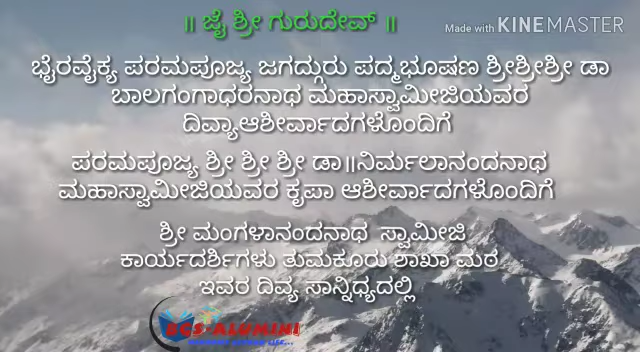 ॥ ಜೈ ಶ್ರೀ ಗುರುದೇವ್ ॥
Made with KINEMASTER
ಭೈರವೈಕ್ಯ ಪರಮಪೂಜ್ಯ ಜಗದ್ಗುರು ಪದ್ಮಭೂಷಣ ಶ್ರೀಶ್ರೀಶ್ರೀ ಡಾ
ಬಾಲಗಂಗಾಧರನಾಥ ಮಹಾಸ್ವಾಮೀಜಿಯವರ
ದಿವ್ಯಾಆಶೀರ್ವಾದಗಳೊಂದಿಗೆ
ಪರಮಪೂಜ್ಯ ಶ್ರೀ ಶ್ರೀ ಶ್ರೀ ಡಾ॥ನಿರ್ಮಲಾನಂದನಾಥ
ಮಹಾಸ್ವಾಮೀಜಿಯವರ ಕೃಪಾ ಆಶೀರ್ವಾದಗಳೊಂದಿಗೆ
ಶ್ರೀ ಮಂಗಳಾನಂದನಾಥ ಸ್ವಾಮೀಜಿ
ಕಾರ್ಯದರ್ಶಿಗಳು ತುಮಕೂರು ಶಾಖಾ ಮಠ
ಇವರ ದಿವ್ಯ ಸಾನ್ನಿಧ್ಯದಲ್ಲಿ
BGS ALUMINI